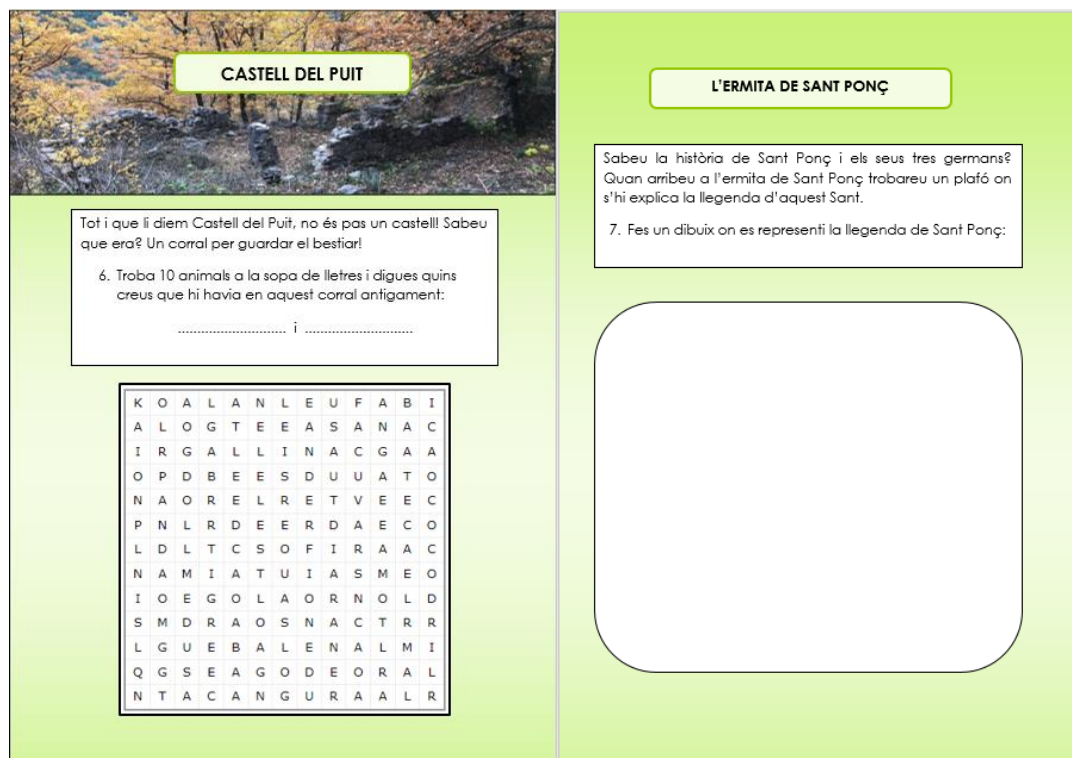 CASTELL DEL PUIT
Tot i que li diem Castell del Puit, no és pas un castell! Sabeu
que era? Un corral per guardar el bestiar!
6. Troba 10 animals a la sopa de lletres i digues quins
creus que hi havia en aquest corral antigament:
............................ i ............................
K O A L A N L E U F A B I
A L O G T E E A S A N A C
I R G A L L I N A C G A A
O P D B E E S D U U A T O
N A O R E L R E T V E E C
P N L R D E E R D A E C O
L D L T C S O F I R A A C
N A M I A T U I A S M E O
I O E G O L A O R N O L D
S M D R A O S N A C T R R
L G U E B A L E N A L M I
Q G S E A G O D E O R A L
N T A C A N G U R A A L R
L'ERMITA DE SANT PONÇ
Sabeu la història de Sant Ponç i els seus tres germans?
Quan arribeu a l'ermita de Sant Ponç trobareu un plafó on
s'hi explica la llegenda d'aquest Sant.
7. Fes un dibuix on es representi la llegenda de Sant Ponç: